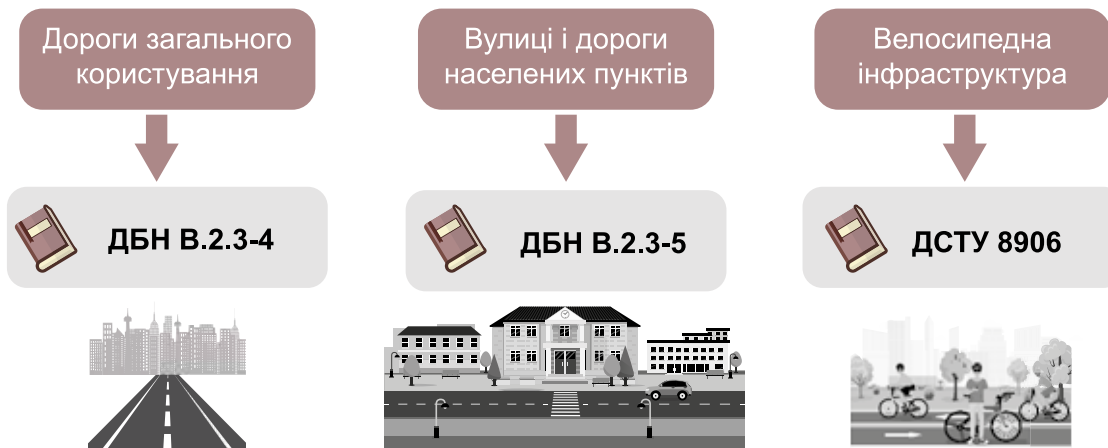 Дороги загального
користування
Вулиці і дороги
населених пунктів
Велосипедна
інфраструктура
ДБН В.2.3-4
ДБН В.2.3-5
ДСТУ 8906